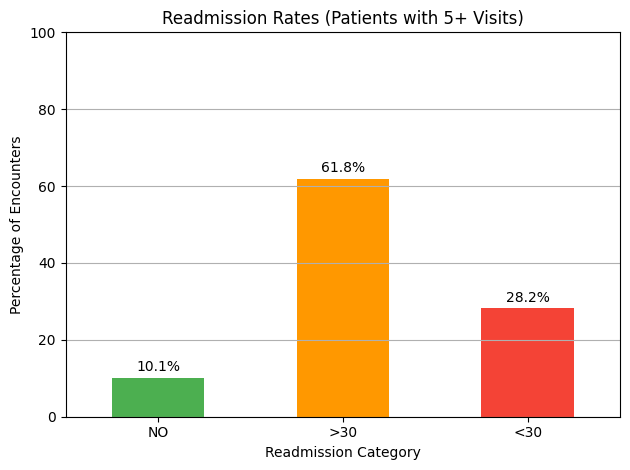 Readmission Rates (Patients with 5+ Visits)
100
80
60
40
20
0
Percentage of Encounters
10.1%
61.8%
28.2%
NO
>30
<30
Readmission Category